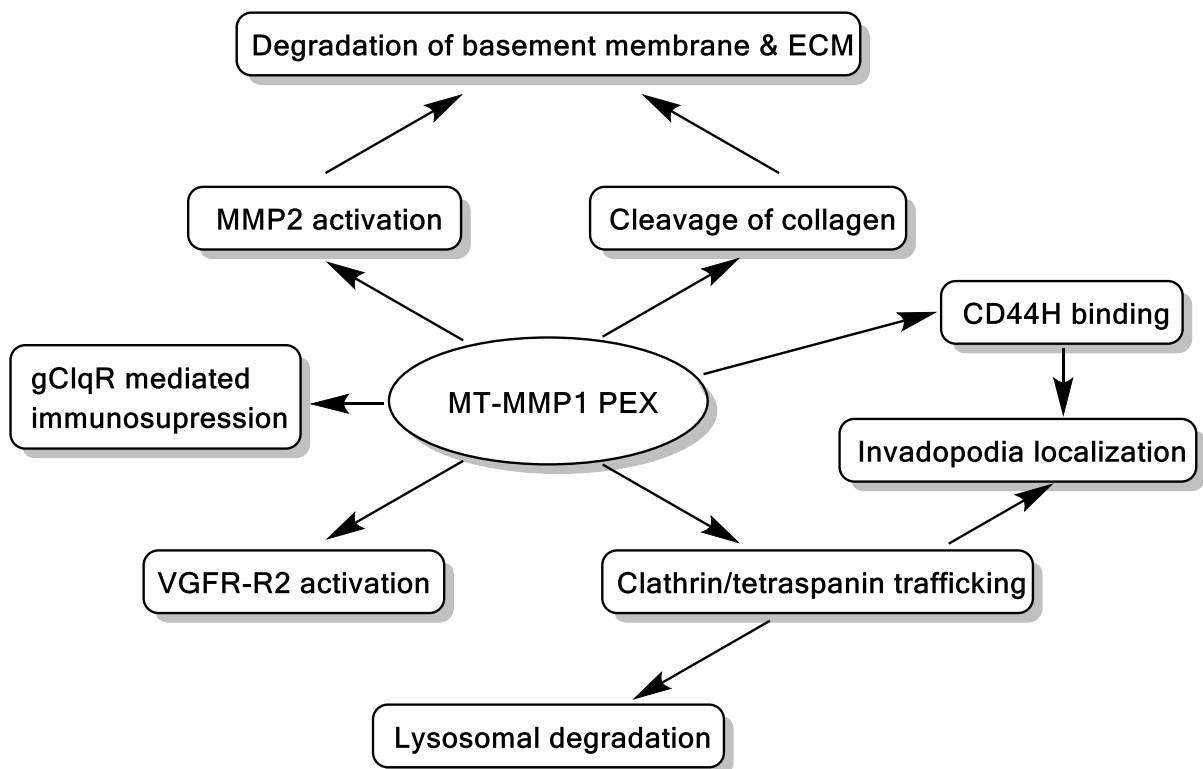 Degradation of basement membrane & ECM
MMP2 activation
Cleavage of collagen
CD44H binding
gClqR mediated
immunosupression
MT-MMP1 PEX
Invadopodia localization
VGFR-R2 activation
Clathrin/tetraspanin trafficking
Lysosomal degradation